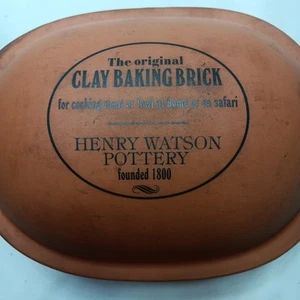 The original
CLAY BAKING BRICK
for cooking meat or fowl at home or on safari
HENRY WATSON
POTTERY
founded 1800